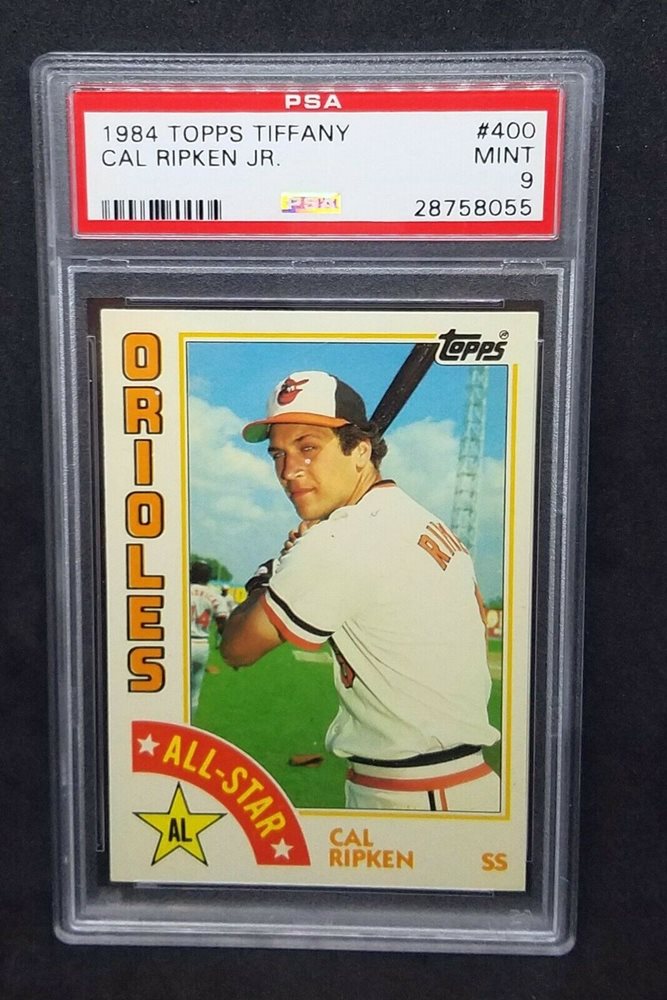 PSA
1984 TOPPS TIFFANY #400
CAL RIPKEN JR. MINT
9
PSA
28758055
topps
ORIOLES
ALL-STAR
AL
CAL
RIPKEN
SS